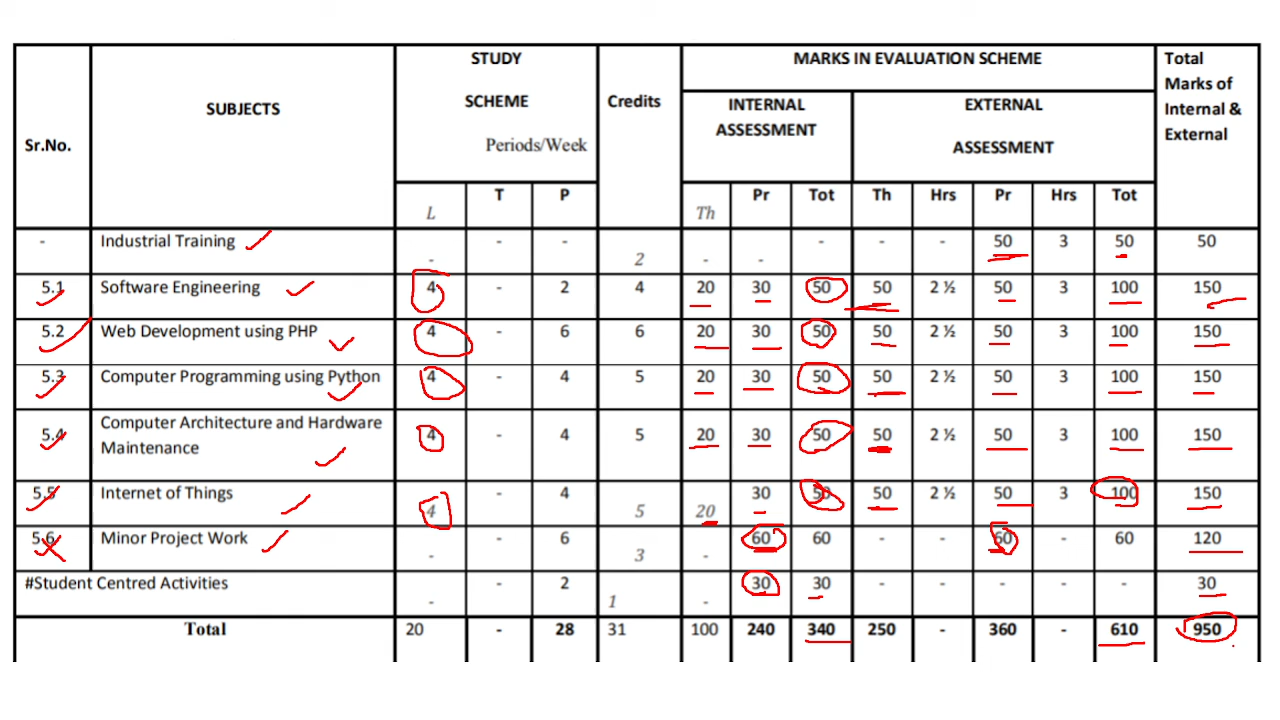 STUDY MARKS IN EVALUATION SCHEME Total
Marks of
SCHEME Credits INTERNAL EXTERNAL Internal &
SUBJECTS ASSESSMENT External
Sr.No. Periods/Week ASSESSMENT
L T P Th Pr Tot Th Hrs Pr Hrs Tot
- Industrial Training - - - 2 - - - - - 50 3 50 50
5.1 Software Engineering 4 - 2 4 20 30 50 50 2 ½ 50 3 100 150
5.2 Web Development using PHP 4 - 6 6 20 30 50 50 2 ½ 50 3 100 150
5.3 Computer Programming using Python 4 - 4 5 20 30 50 50 2 ½ 50 3 100 150
Computer Architecture and Hardware
5.4 Maintenance 4 - 4 5 20 30 50 50 2 ½ 50 3 100 150
5.5 Internet of Things 4 - 4 5 20 30 50 50 2 ½ 50 3 100 150
5.6 Minor Project Work - - 6 3 - 60 60 - - 60 - 60 120
#Student Centred Activities - - 2 1 - 30 30 - - - - - 30
Total 20 - 28 31 100 240 340 250 - 360 - 610 950